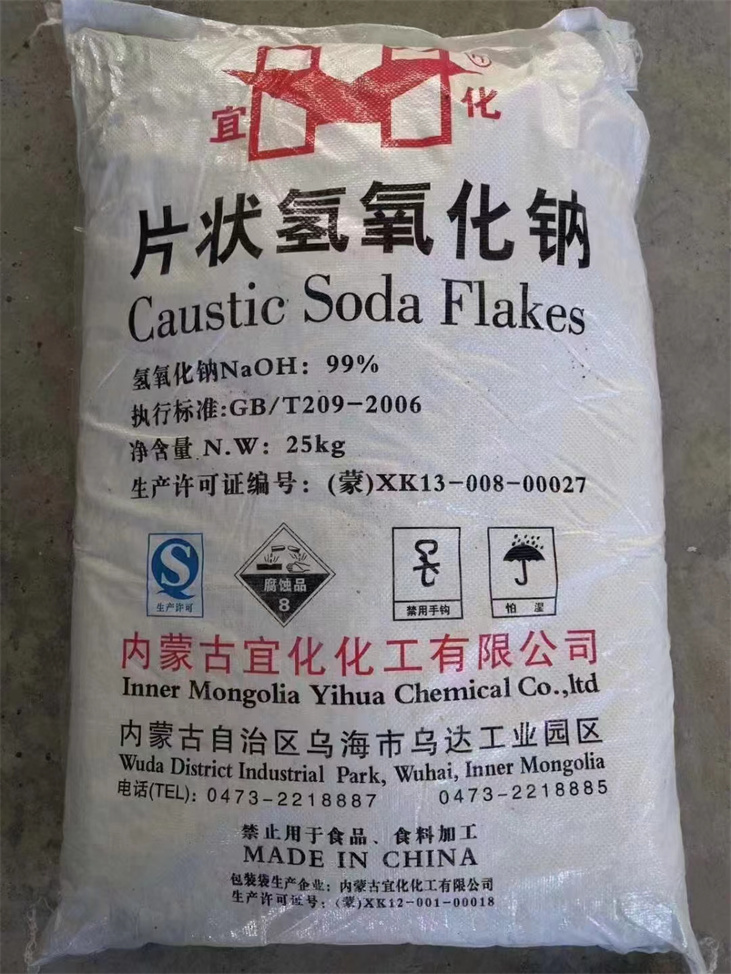 宜 化
®
片状氢氧化钠
Caustic Soda Flakes
氢氧化钠NaOH: 99%
执行标准:GB/T209-2006
净含量 N.W: 25kg
生产许可证编号: (蒙)XK13-008-00027
生产许可
腐蚀品
8
禁用手钩
怕 湿
内蒙古宜化化工有限公司
Inner Mongolia Yihua Chemical Co.,ltd
内蒙古自治区乌海市乌达工业园区
Wuda District Industrial Park, Wuhai, Inner Mongolia
电话(TEL): 0473-2218887 0473-2218885
禁止用于食品、食料加工
MADE IN CHINA
包装袋生产企业: 内蒙古宜化化工有限公司
生产许可证号: (蒙)XK12-001-00018